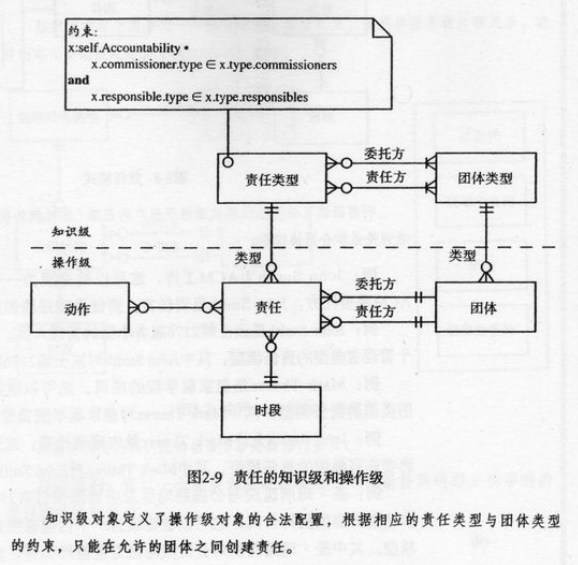 约束:
x:self.Accountability •
x.commissioner.type ∈ x.type.commissioners
and
x.responsible.type ∈ x.type.responsibles
责任类型
委托方
责任方
团体类型
知识级
操作级
类型
类型
动作
责任
委托方
责任方
团体
时段
图2-9 责任的知识级和操作级
知识级对象定义了操作级对象的合法配置，根据相应的责任类型与团体类型
的约束，只能在允许的团体之间创建责任。